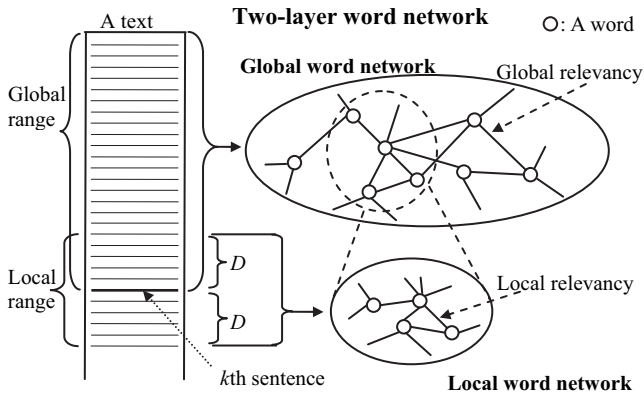 Two-layer word network
A text
: A word
Global word network
Global relevancy
Global
range
Local
range
D
D
Local relevancy
kth sentence
Local word network